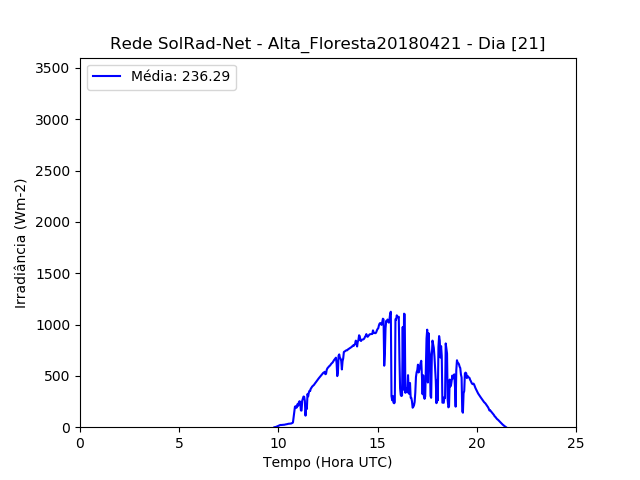 Rede SolRad-Net - Alta_Floresta20180421 - Dia [21]
Média: 236.29
3500
3000
2500
2000
1500
1000
500
0
Irradiância (Wm-2)
0 5 10 15 20 25
Tempo (Hora UTC)